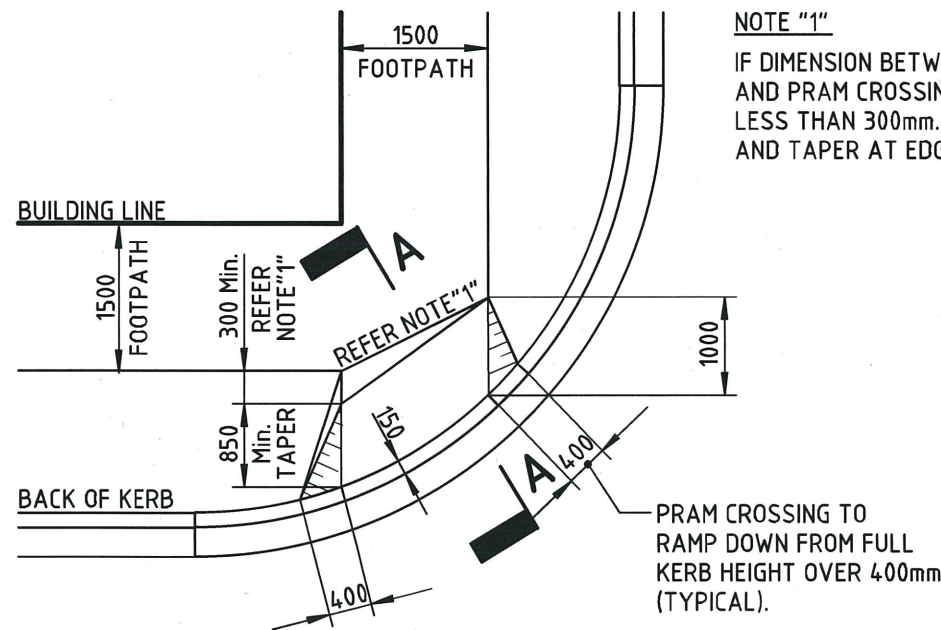 1500
FOOTPATH
NOTE "1"
IF DIMENSION BETW
AND PRAM CROSSIN
LESS THAN 300mm.
AND TAPER AT EDG
BUILDING LINE
1500
FOOTPATH
300 Min.
REFER
NOTE"1"
A
REFER NOTE"1"
1000
850
Min.
TAPER
150
400
A
BACK OF KERB
400
PRAM CROSSING TO
RAMP DOWN FROM FULL
KERB HEIGHT OVER 400mm
(TYPICAL).